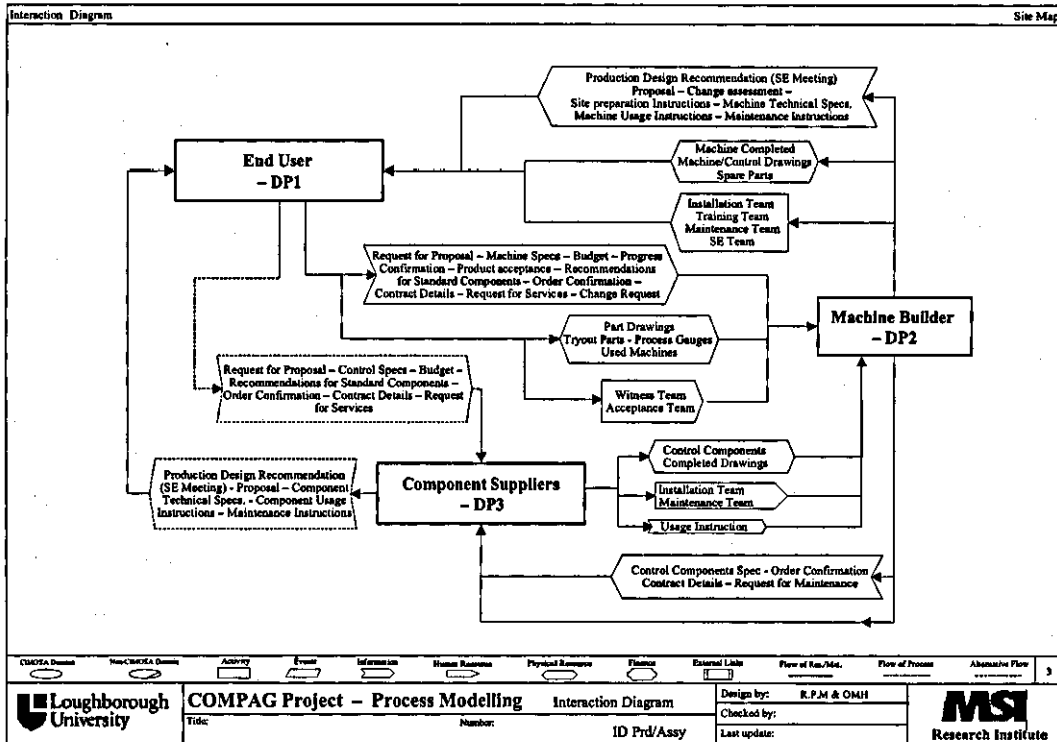 Interaction Diagram
Site Map
Production Design Recommendation (SE Meeting)
Proposal – Change assessment –
Site preparation Instructions – Machine Technical Specs.
Machine Usage Instructions – Maintenance Instructions
End User
– DP1
Machine Completed
Machine/Control Drawings
Spare Parts
Installation Team
Training Team
Maintenance Team
SE Team
Request for Proposal – Machine Specs – Budget – Progress
Confirmation – Product acceptance – Recommendations
for Standard Components – Order Confirmation –
Contract Details – Request for Services – Change Request
Machine Builder
– DP2
Part Drawings
Tryout Parts - Process Gauges
Used Machines
Request for Proposal – Control Specs – Budget -
Recommendations for Standard Components –
Order Confirmation – Contract Details – Request
for Services
Witness Team
Acceptance Team
Production Design Recommendation
(SE Meeting) - Proposal – Component
Technical Specs. - Component Usage
Instructions – Maintenance Instructions
Component Suppliers
– DP3
Control Components
Completed Drawings
Installation Team
Maintenance Team
Usage Instruction
Control Components Spec - Order Confirmation
Contract Details – Request for Maintenance
CIMOSA Domain
Non-CIMOSA Domain
Activity
Event
Information
Human Resource
Physical Resource
Finance
External Links
Flow of Res./Mat.
Flow of Process
Alternative Flow
3
Loughborough
University
COMPAG Project – Process Modelling
Interaction Diagram
Title:
Number:
ID Prd/Assy
Design by:
R.P.M & OMH
Checked by:
Last update:
MSI
Research Institute